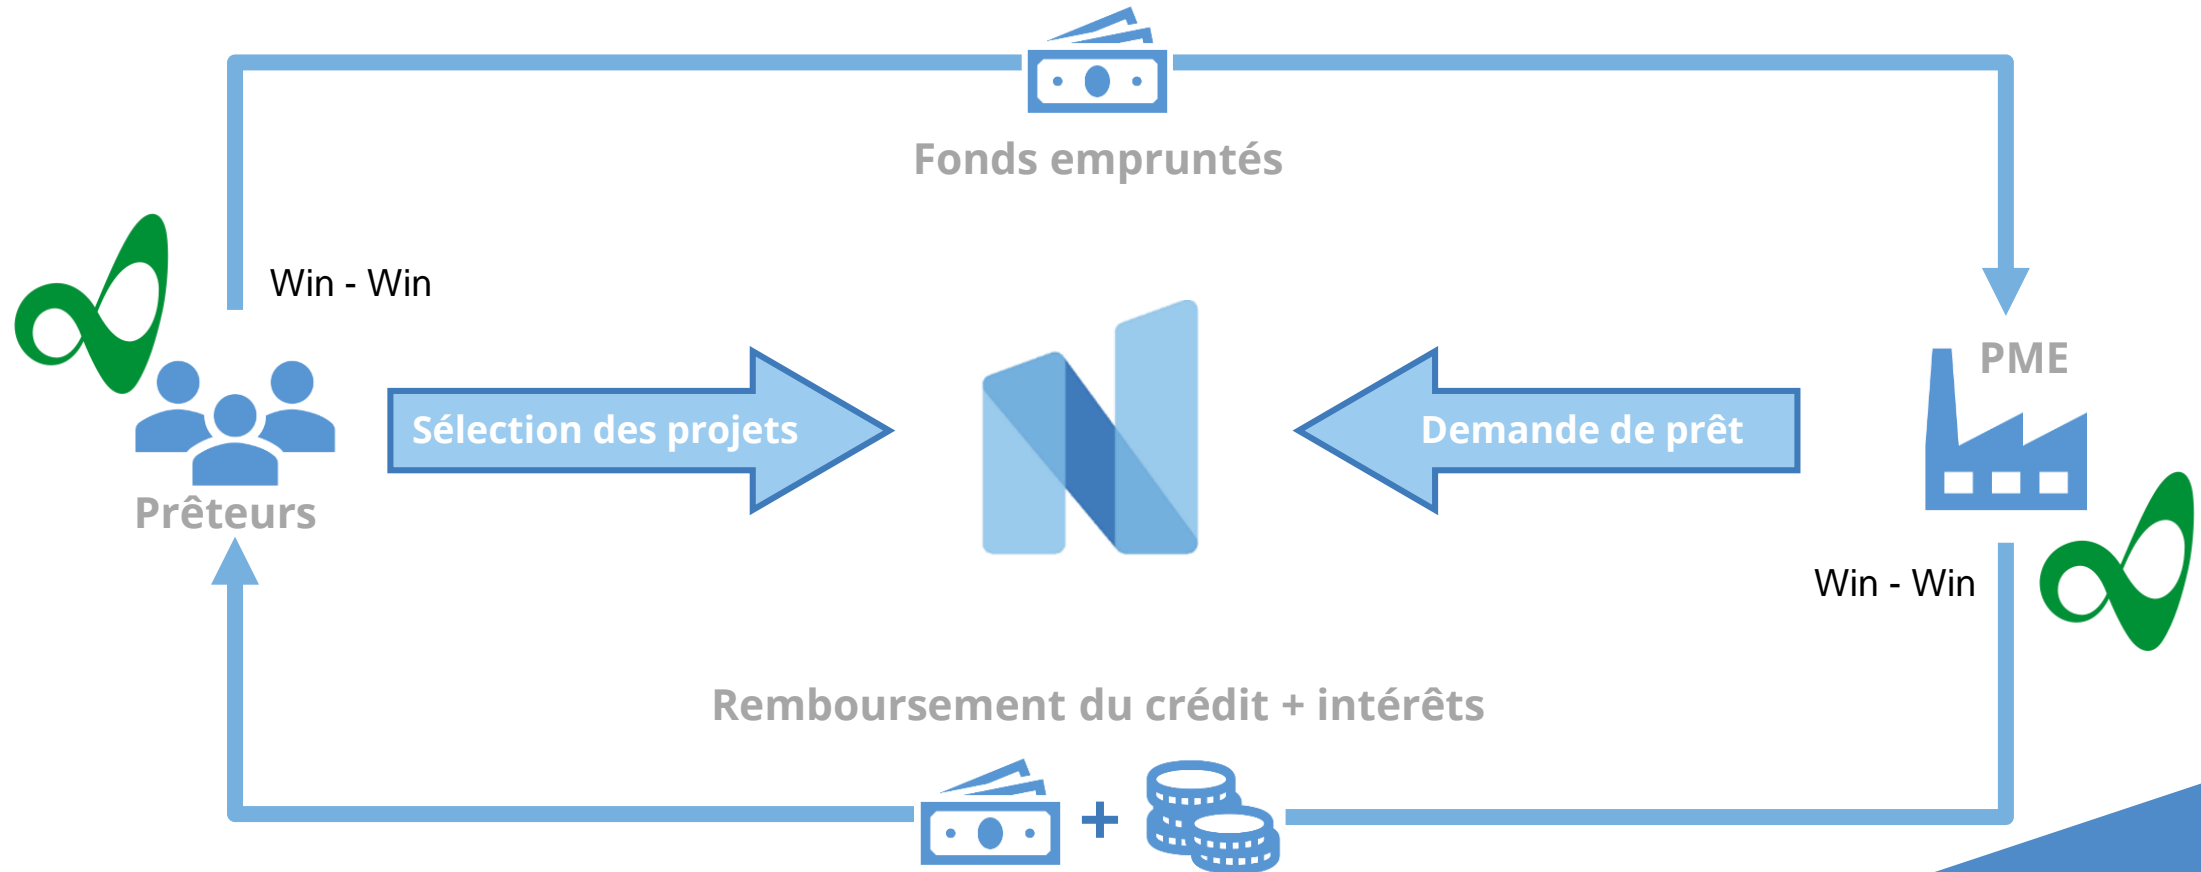 Fonds empruntés
Win - Win
PME
Sélection des projets
Demande de prêt
Prêteurs
Win - Win
Remboursement du crédit + intérêts
+